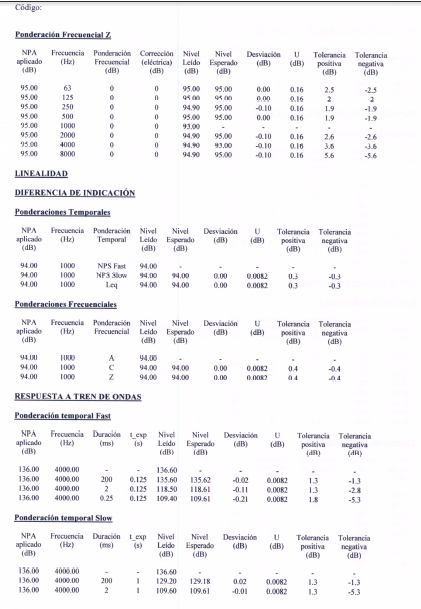 Código:
Ponderación Frecuencial Z
NPA aplicado (dB) Frecuencia (Hz) Ponderación Frecuencial (dB) Corrección (eléctrica) (dB) Nivel Leído (dB) Nivel Esperado (dB) Desviación (dB) U (dB) Tolerancia positiva (dB) Tolerancia negativa (dB)
95.00 63 0 0 95.00 95.00 0.00 0.16 2.5 -2.5
95.00 125 0 0 95.00 95.00 0.00 0.16 2 -2
95.00 250 0 0 94.90 95.00 -0.10 0.16 1.9 -1.9
95.00 500 0 0 95.00 95.00 0.00 0.16 1.9 -1.9
95.00 1000 0 0 95.00 - - - - -
95.00 2000 0 0 94.90 95.00 -0.10 0.16 2.6 -2.6
95.00 4000 0 0 94.90 95.00 -0.10 0.16 3.6 -3.6
95.00 8000 0 0 94.90 95.00 -0.10 0.16 5.6 -5.6
LINEALIDAD
DIFERENCIA DE INDICACIÓN
Ponderaciones Temporales
NPA aplicado (dB) Frecuencia (Hz) Ponderación Temporal Nivel Leído (dB) Nivel Esperado (dB) Desviación (dB) U (dB) Tolerancia positiva (dB) Tolerancia negativa (dB)
94.00 1000 NPS Fast 94.00 - - - - -
94.00 1000 NPS Slow 94.00 94.00 0.00 0.0082 0.3 -0.3
94.00 1000 Leq 94.00 94.00 0.00 0.0082 0.3 -0.3
Ponderaciones Frecuenciales
NPA aplicado (dB) Frecuencia (Hz) Ponderación Frecuencial Nivel Leído (dB) Nivel Esperado (dB) Desviación (dB) U (dB) Tolerancia positiva (dB) Tolerancia negativa (dB)
94.00 1000 A 94.00 - - - - -
94.00 1000 C 94.00 94.00 0.00 0.0082 0.4 -0.4
94.00 1000 Z 94.00 94.00 0.00 0.0082 0.4 -0.4
RESPUESTA A TREN DE ONDAS
Ponderación temporal Fast
NPA aplicado (dB) Frecuencia (Hz) Duración (ms) t_exp (s) Nivel Leído (dB) Nivel Esperado (dB) Desviación (dB) U (dB) Tolerancia positiva (dB) Tolerancia negativa (dB)
136.00 4000.00 - - 136.60 - - - - -
136.00 4000.00 200 0.125 135.60 135.62 -0.02 0.0082 1.3 -1.3
136.00 4000.00 2 0.125 118.50 118.61 -0.11 0.0082 1.3 -2.8
136.00 4000.00 0.25 0.125 109.40 109.61 -0.21 0.0082 1.8 -5.3
Ponderación temporal Slow
NPA aplicado (dB) Frecuencia (Hz) Duración (ms) t_exp (s) Nivel Leído (dB) Nivel Esperado (dB) Desviación (dB) U (dB) Tolerancia positiva (dB) Tolerancia negativa (dB)
136.00 4000.00 - - 136.60 - - - - -
136.00 4000.00 200 1 129.20 129.18 0.02 0.0082 1.3 -1.3
136.00 4000.00 2 1 109.60 109.61 -0.01 0.0082 1.3 -5.3